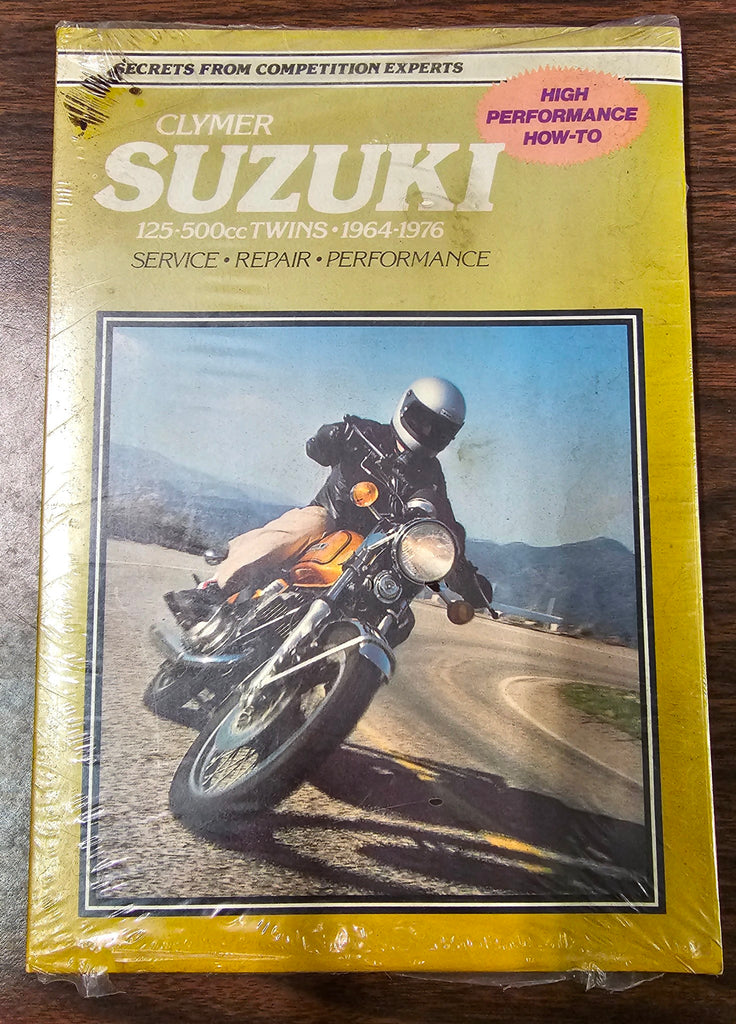 SECRETS FROM COMPETITION EXPERTS
HIGH
PERFORMANCE
HOW-TO
CLYMER
SUZUKI
125-500cc TWINS • 1964-1976
SERVICE • REPAIR • PERFORMANCE